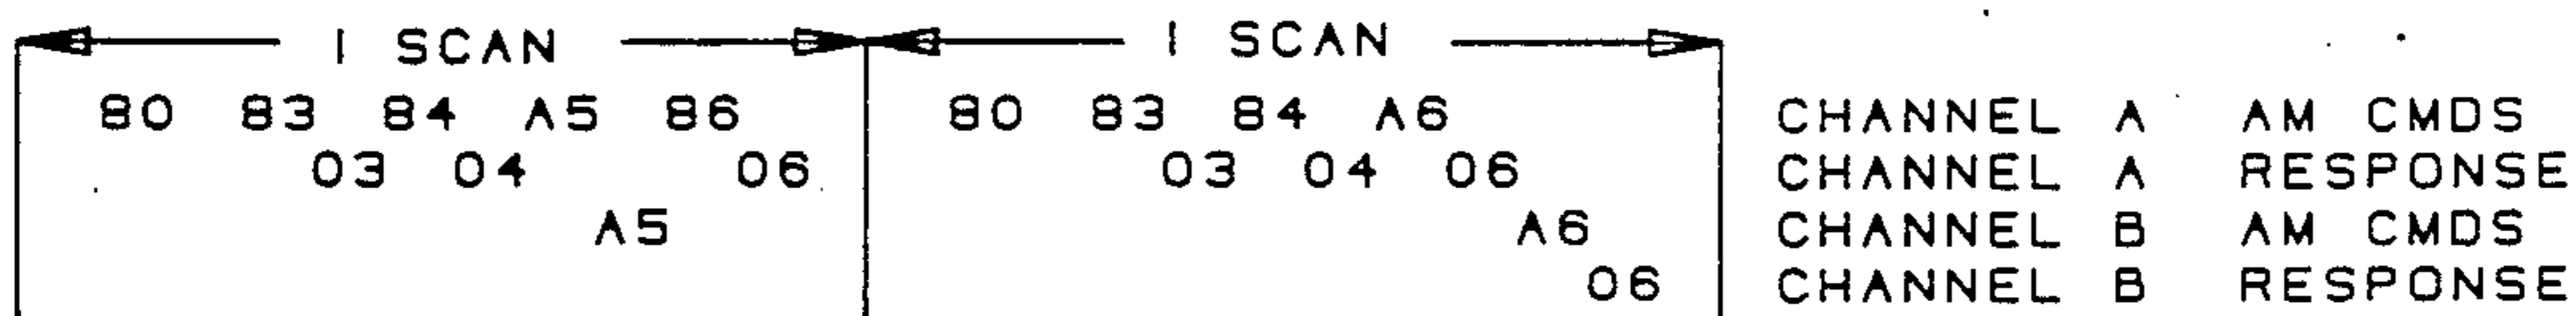 1 SCAN 1 SCAN
80 83 84 A5 86 80 83 84 A6 CHANNEL A AM CMDS
03 04 06 03 04 06 CHANNEL A RESPONSE
A5 A6 CHANNEL B AM CMDS
06 CHANNEL B RESPONSE